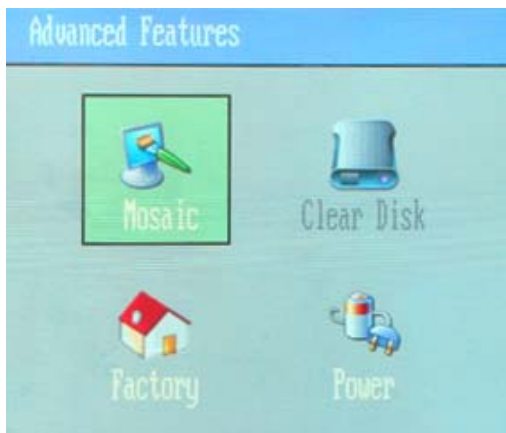 Advanced Features
Mosaic
Clear Disk
Factory
Power